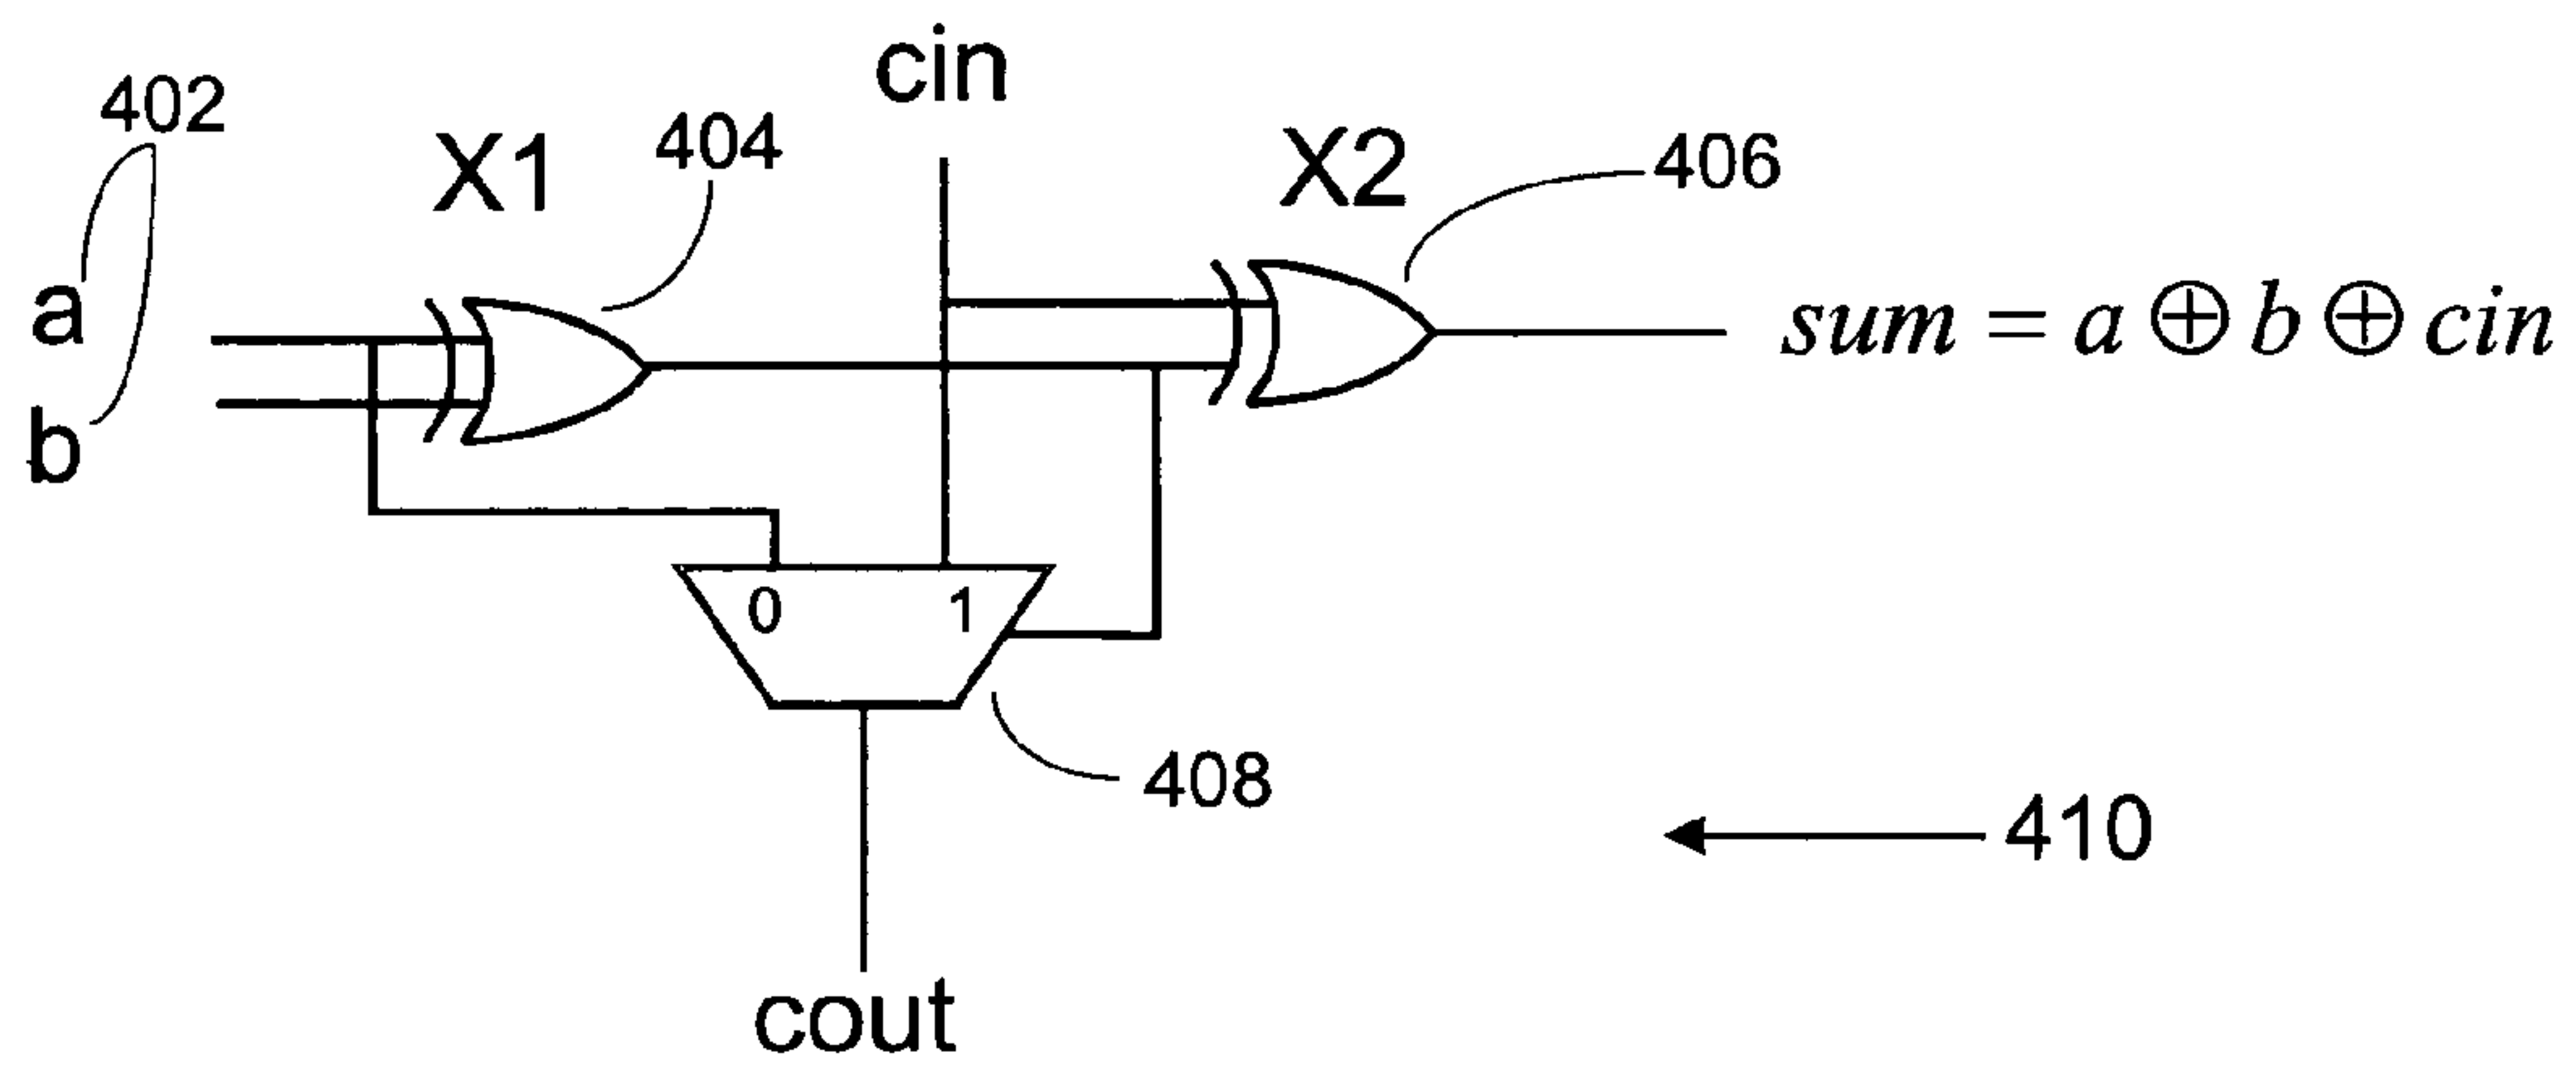 cin
402
X1
404
X2
406
a
sum = a ⊕ b ⊕ cin
b
0
1
408
410
cout